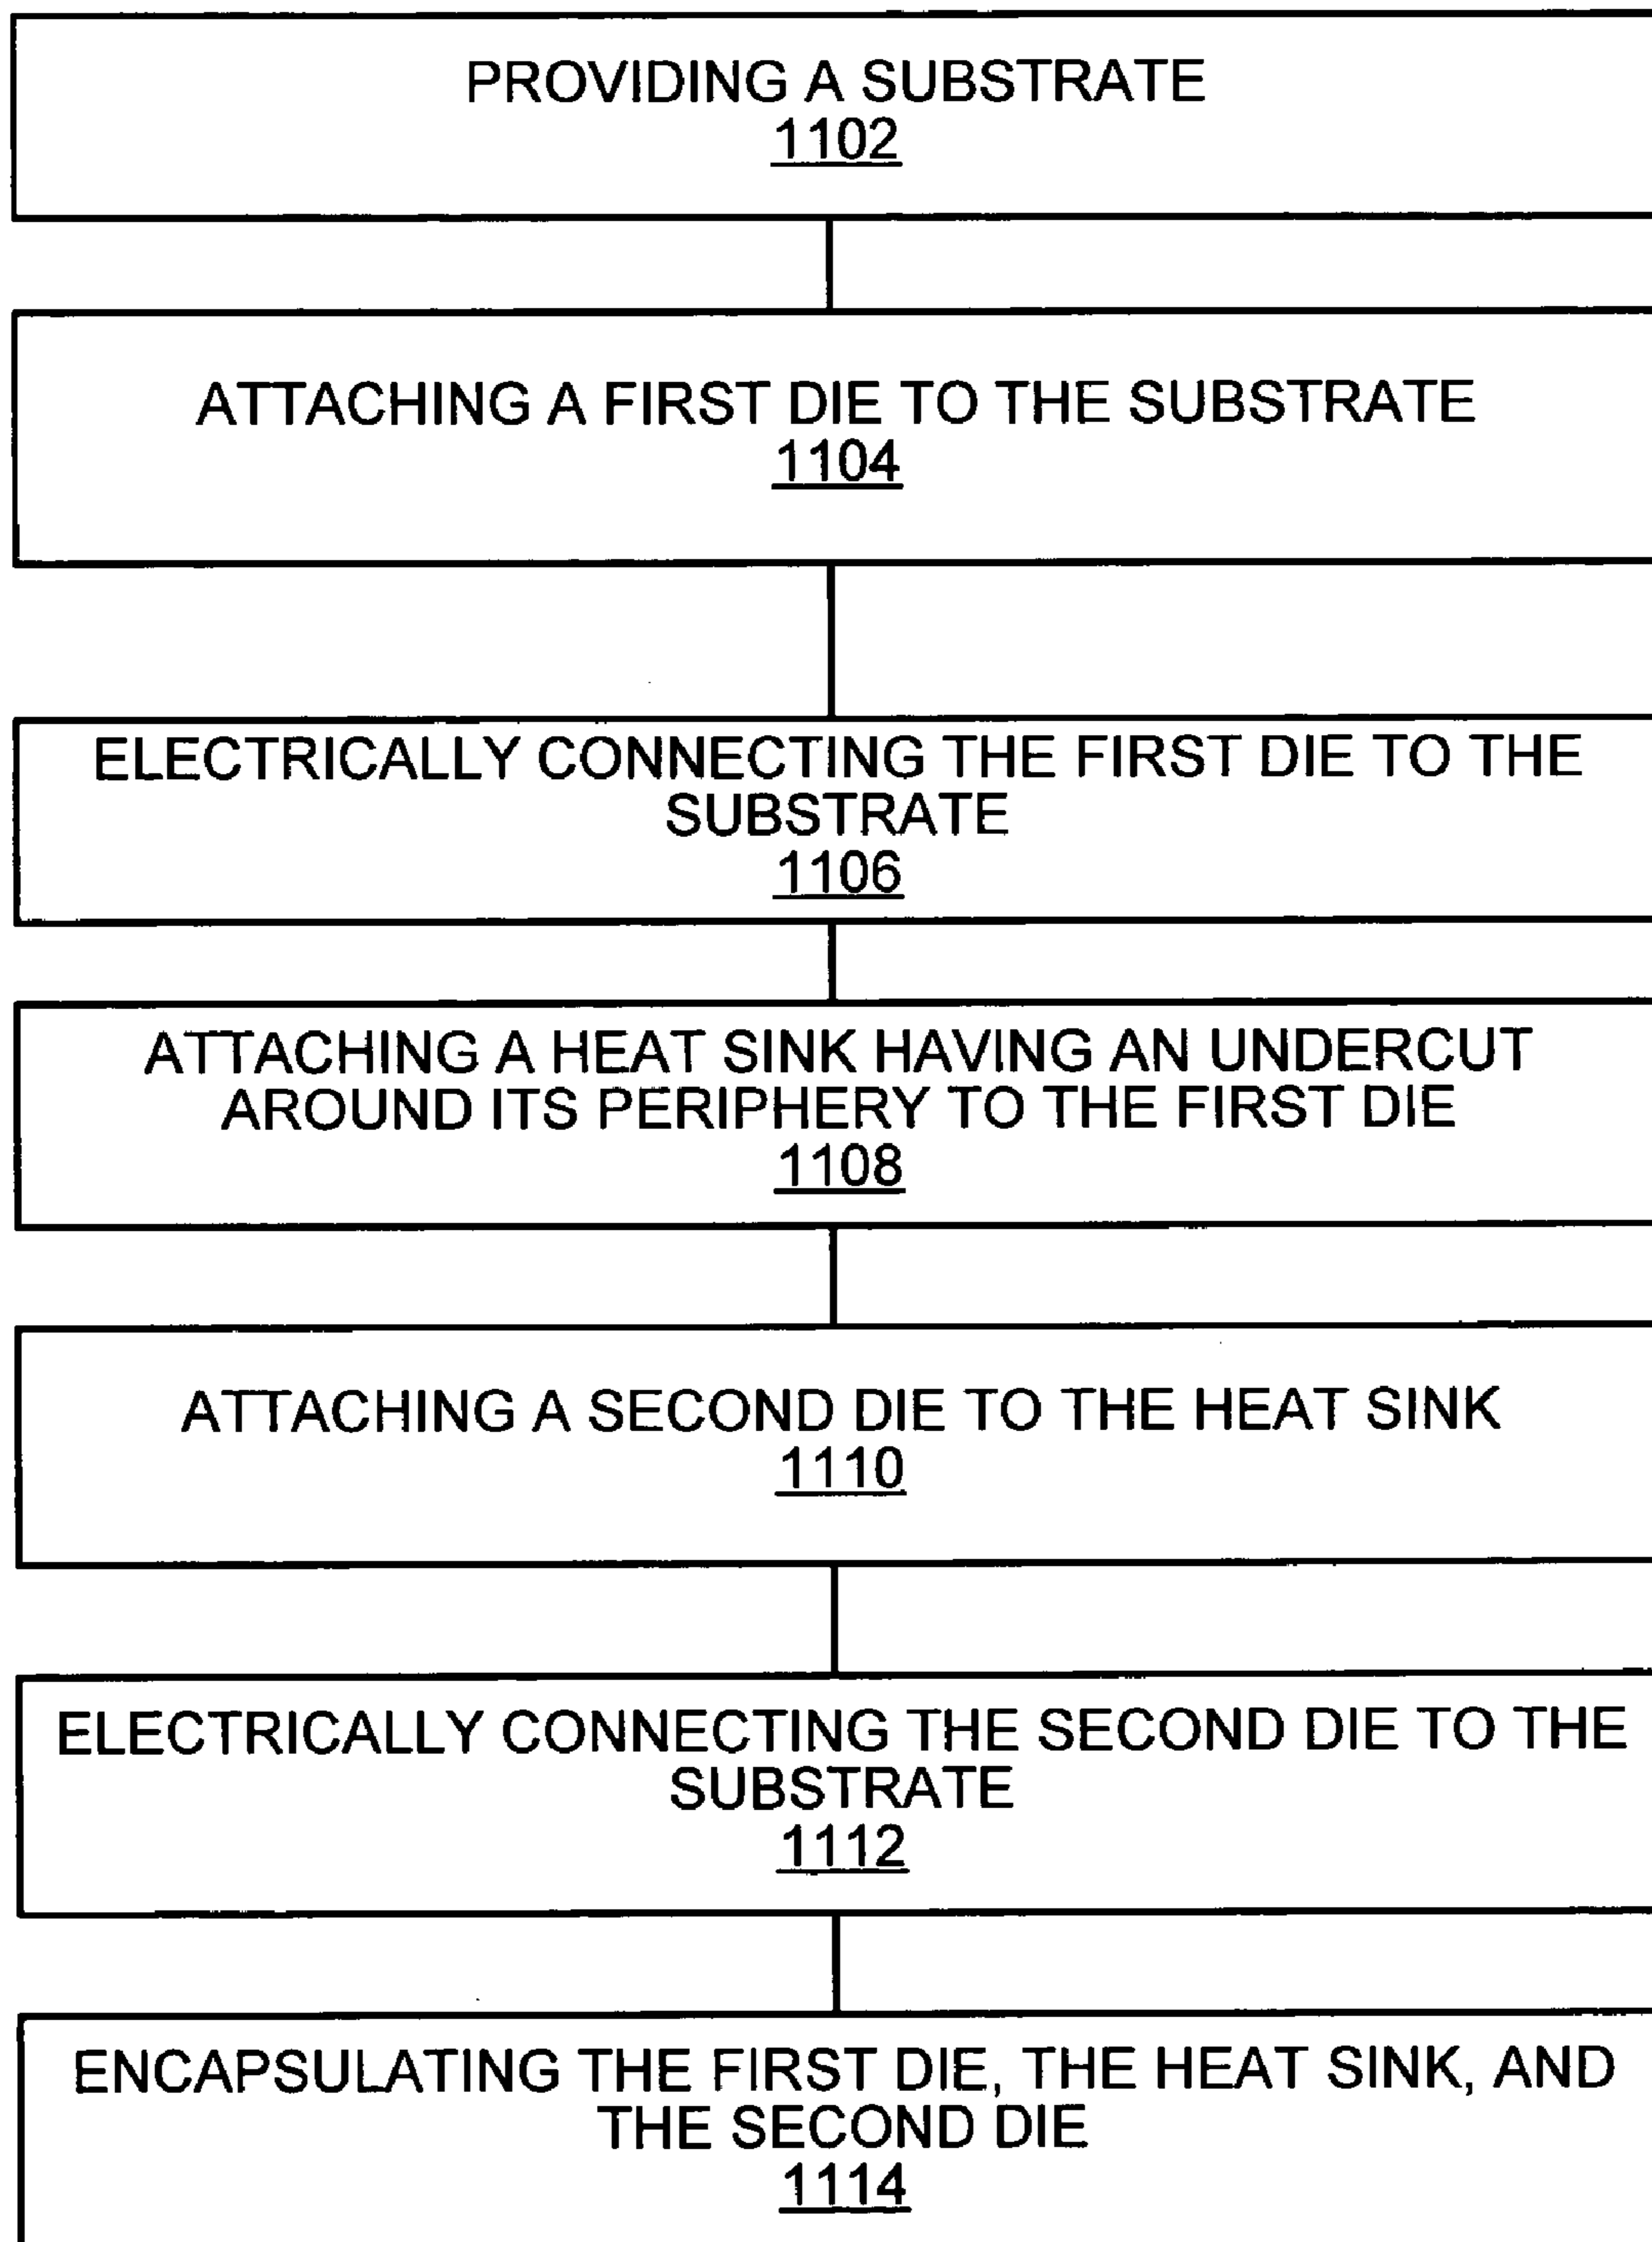 PROVIDING A SUBSTRATE
1102
ATTACHING A FIRST DIE TO THE SUBSTRATE
1104
ELECTRICALLY CONNECTING THE FIRST DIE TO THE
SUBSTRATE
1106
ATTACHING A HEAT SINK HAVING AN UNDERCUT
AROUND ITS PERIPHERY TO THE FIRST DIE
1108
ATTACHING A SECOND DIE TO THE HEAT SINK
1110
ELECTRICALLY CONNECTING THE SECOND DIE TO THE
SUBSTRATE
1112
ENCAPSULATING THE FIRST DIE, THE HEAT SINK, AND
THE SECOND DIE
1114